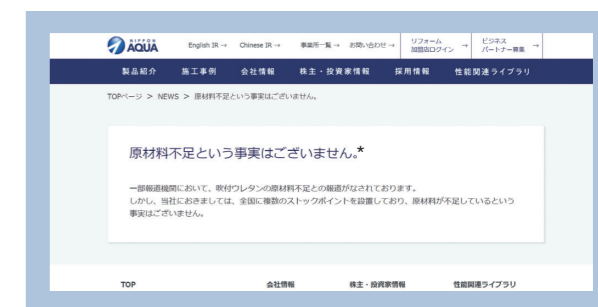 NIPPON
AQUA
English IR →
Chinese IR →
事業所一覧 →
お問い合わせ →
リフォーム
加盟店ログイン →
ビジネス
パートナー募集 →
製品紹介
施工事例
会社情報
株主・投資家情報
採用情報
性能関連ライブラリ
TOPページ > NEWS > 原材料不足という事実はございません。
原材料不足という事実はございません。*
一部報道機関において、吹付ウレタンの原材料不足との報道がなされております。
しかし、当社におきましては、全国に複数のストックポイントを設置しており、原材料が不足しているという
事実はございません。
TOP
会社情報
株主・投資家情報
性能関連ライブラリ